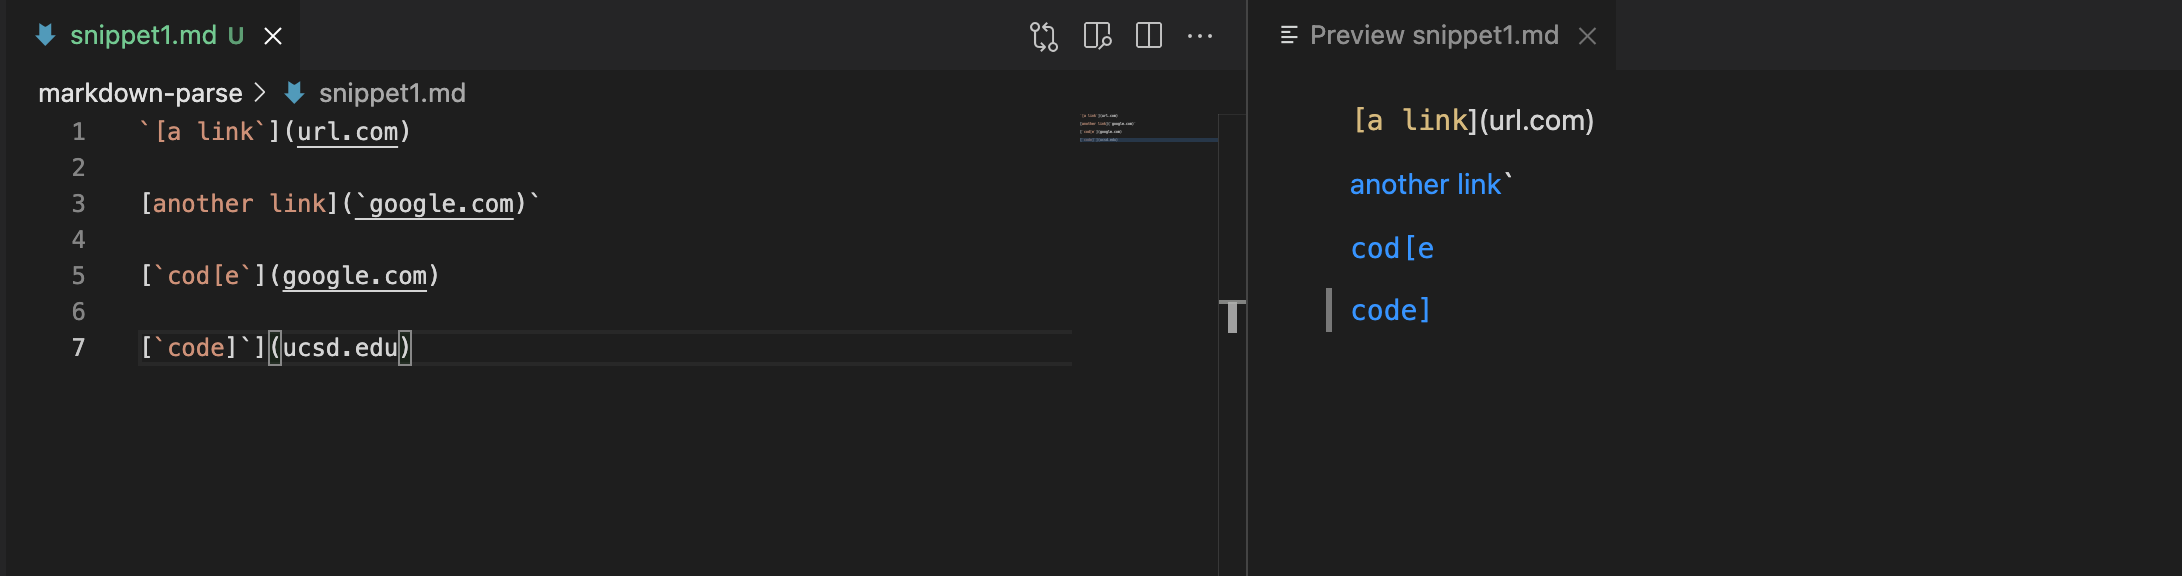 snippet1.md U
Preview snippet1.md
markdown-parse > snippet1.md
1 `[a link`](url.com)
2
3 [another link](`google.com)`
4
5 [`cod[e`](google.com)
6
7 [`code]`](ucsd.edu)
[a link](url.com)
another link`
cod[e
code]